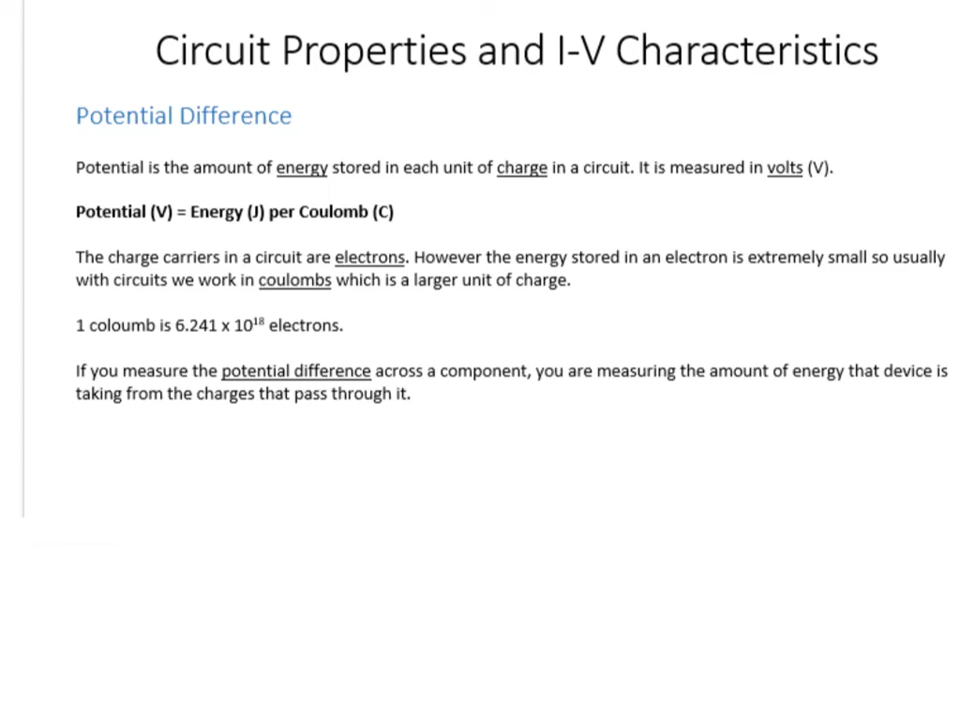 Circuit Properties and I-V Characteristics
Potential Difference
Potential is the amount of energy stored in each unit of charge in a circuit. It is measured in volts (V).
Potential (V) = Energy (J) per Coulomb (C)
The charge carriers in a circuit are electrons. However the energy stored in an electron is extremely small so usually
with circuits we work in coulombs which is a larger unit of charge.
1 coloumb is 6.241 x 10¹⁸ electrons.
If you measure the potential difference across a component, you are measuring the amount of energy that device is
taking from the charges that pass through it.